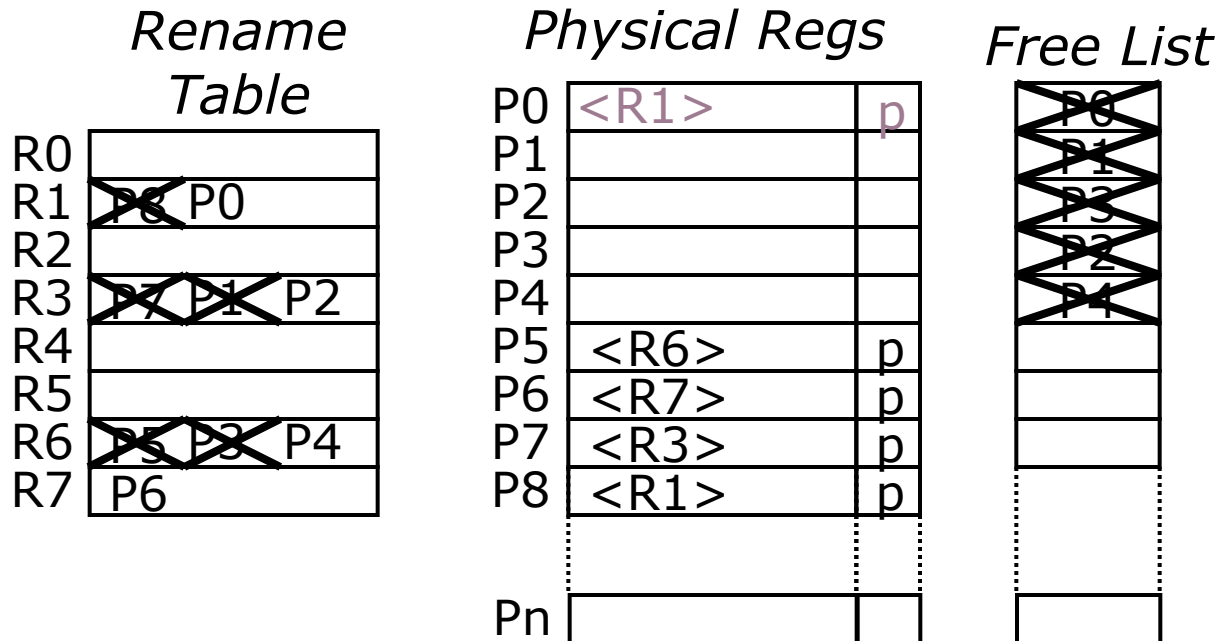 Rename Table
Physical Regs
Free List
R0
R1 P8 P0
R2
R3 P7 P1 P2
R4
R5
R6 P5 P3 P4
R7 P6
P0 <R1> p
P1
P2
P3
P4
P5 <R6> p
P6 <R7> p
P7 <R3> p
P8 <R1> p
Pn
P0
P1
P3
P2
P4